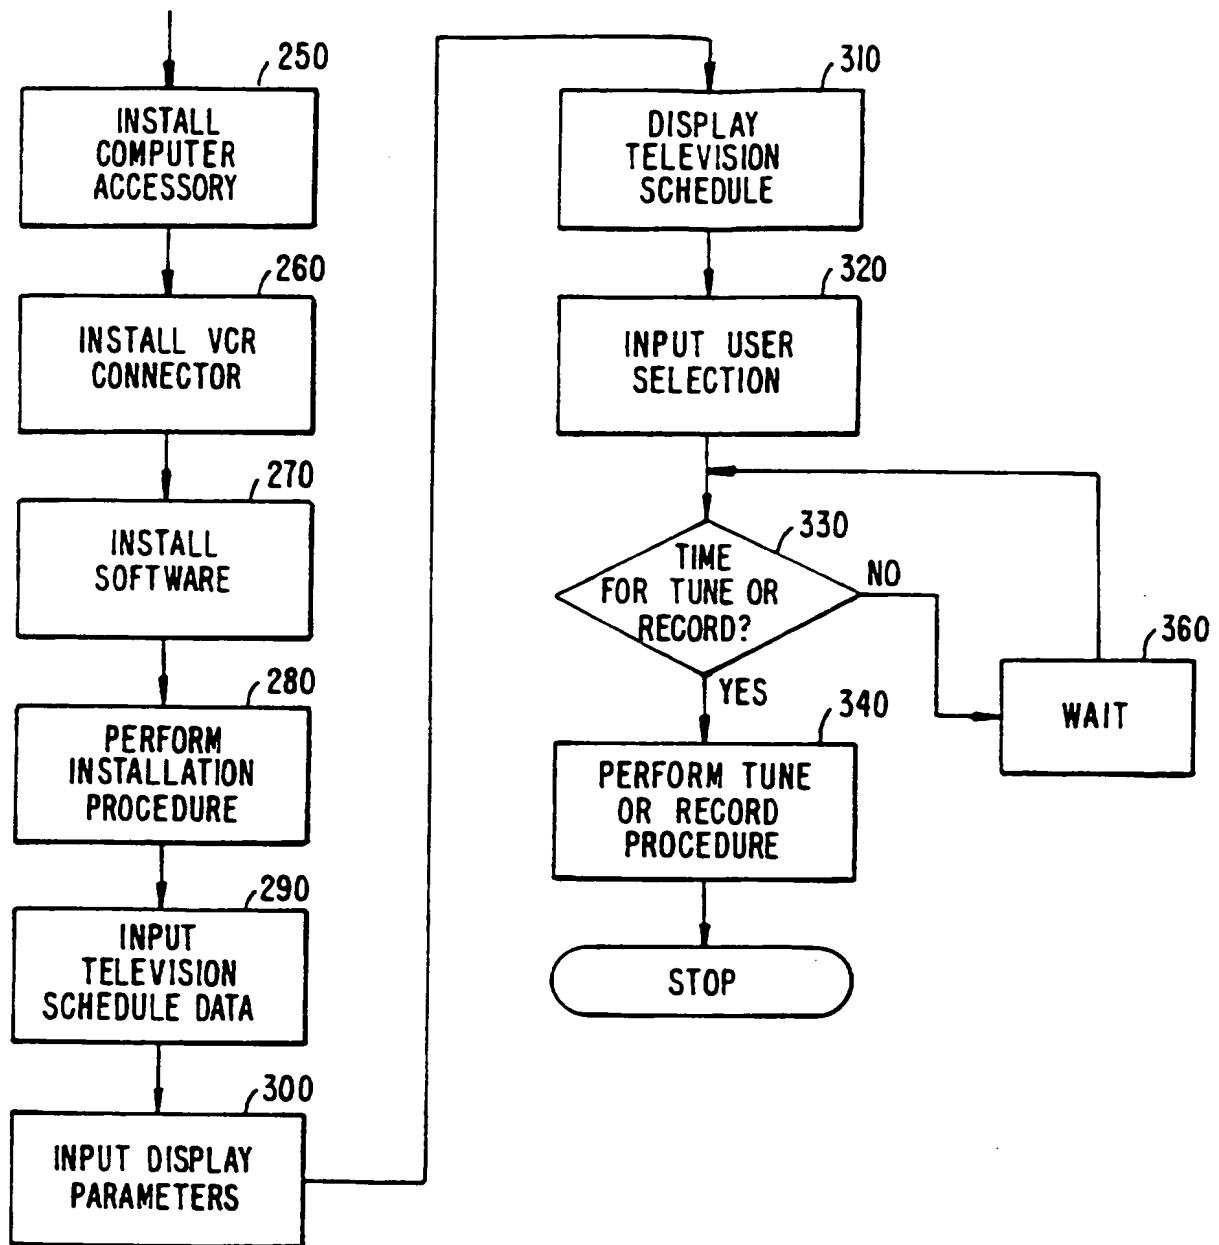 250
INSTALL
COMPUTER
ACCESSORY
260
INSTALL VCR
CONNECTOR
270
INSTALL
SOFTWARE
280
PERFORM
INSTALLATION
PROCEDURE
290
INPUT
TELEVISION
SCHEDULE DATA
300
INPUT DISPLAY
PARAMETERS
310
DISPLAY
TELEVISION
SCHEDULE
320
INPUT USER
SELECTION
330
TIME
FOR TUNE OR
RECORD?
NO
YES
360
WAIT
340
PERFORM TUNE
OR RECORD
PROCEDURE
STOP